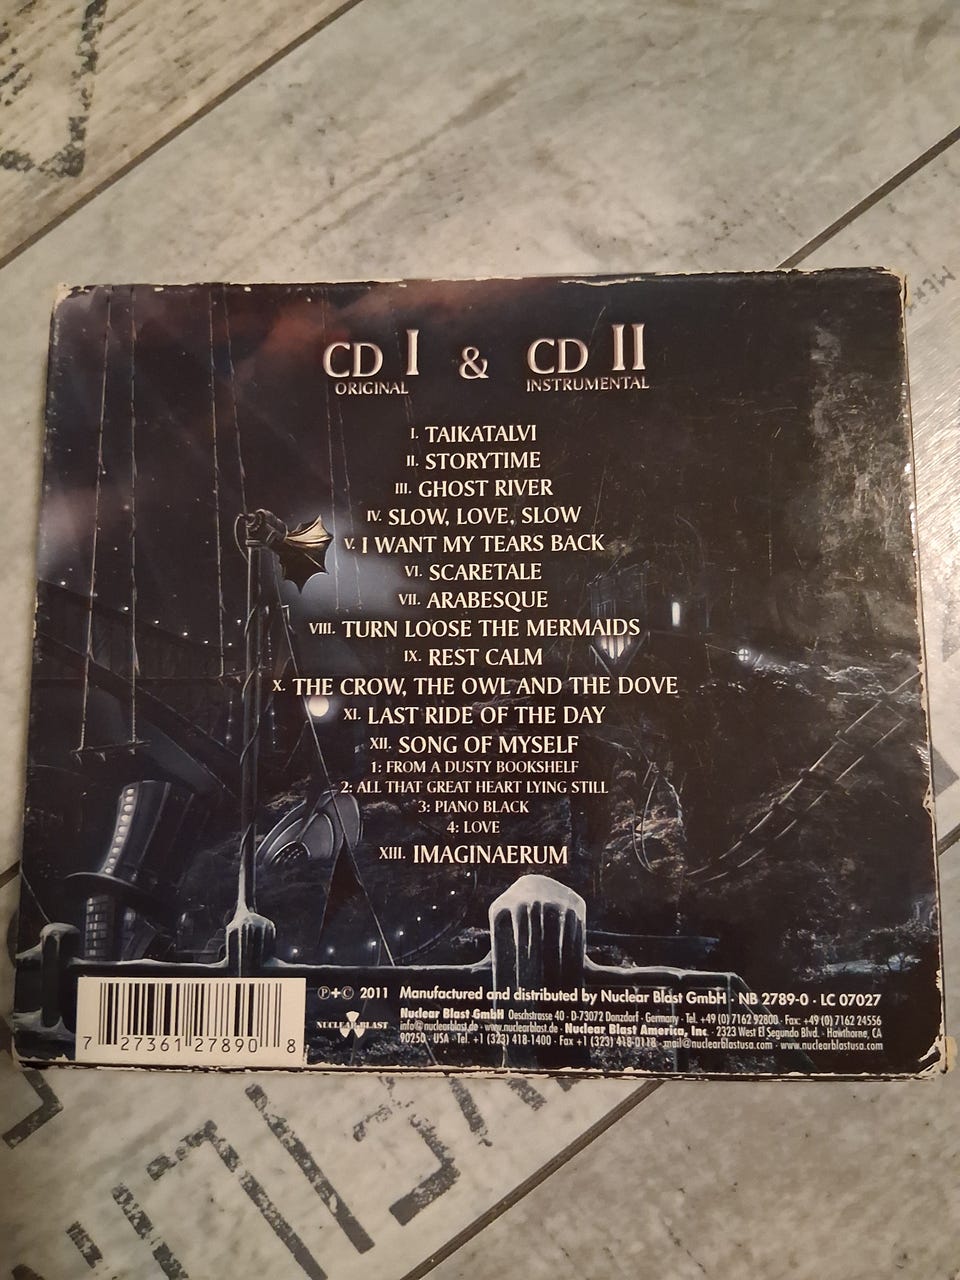 CD I & CD II
ORIGINAL INSTRUMENTAL
I. TAIKATALVI
II. STORYTIME
III. GHOST RIVER
IV. SLOW, LOVE, SLOW
V. I WANT MY TEARS BACK
VI. SCARETALE
VII. ARABESQUE
VIII. TURN LOOSE THE MERMAIDS
IX. REST CALM
X. THE CROW, THE OWL AND THE DOVE
XI. LAST RIDE OF THE DAY
XII. SONG OF MYSELF
1: FROM A DUSTY BOOKSHELF
2: ALL THAT GREAT HEART LYING STILL
3: PIANO BLACK
4: LOVE
XIII. IMAGINAERUM
7 27361 27890 8
NUCLEAR BLAST
℗+© 2011 Manufactured and distributed by Nuclear Blast GmbH · NB 2789-0 · LC 07027
Nuclear Blast GmbH Oeschstrasse 40 · D-73072 Donzdorf · Germany · Tel. +49 (0) 7162 92800 · Fax: +49 (0) 7162 24556
info@nuclearblast.de · www.nuclearblast.de · Nuclear Blast America, Inc. · 2323 West El Segundo Blvd. · Hawthorne, CA
90250 · USA · Tel. +1 (323) 418-1400 · Fax +1 (323) 418-0118 · mail@nuclearblastusa.com · www.nuclearblastusa.com